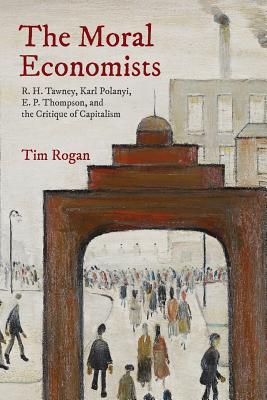 The Moral
Economists
R. H. Tawney, Karl Polanyi,
E. P. Thompson, and
the Critique of Capitalism
Tim Rogan